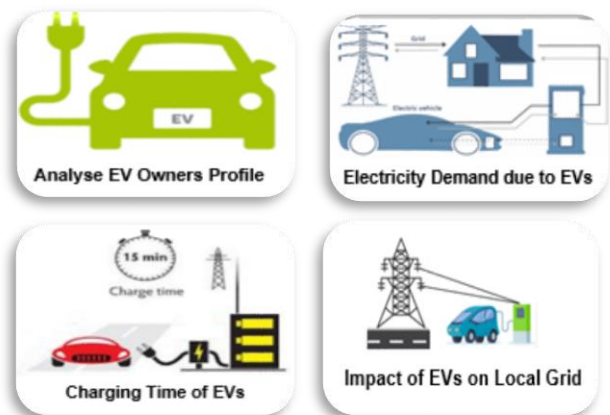 EV
Analyse EV Owners Profile
Grid
Electric vehicle
Electricity Demand due to EVs
15 min
Charge time
Charging Time of EVs
Impact of EVs on Local Grid